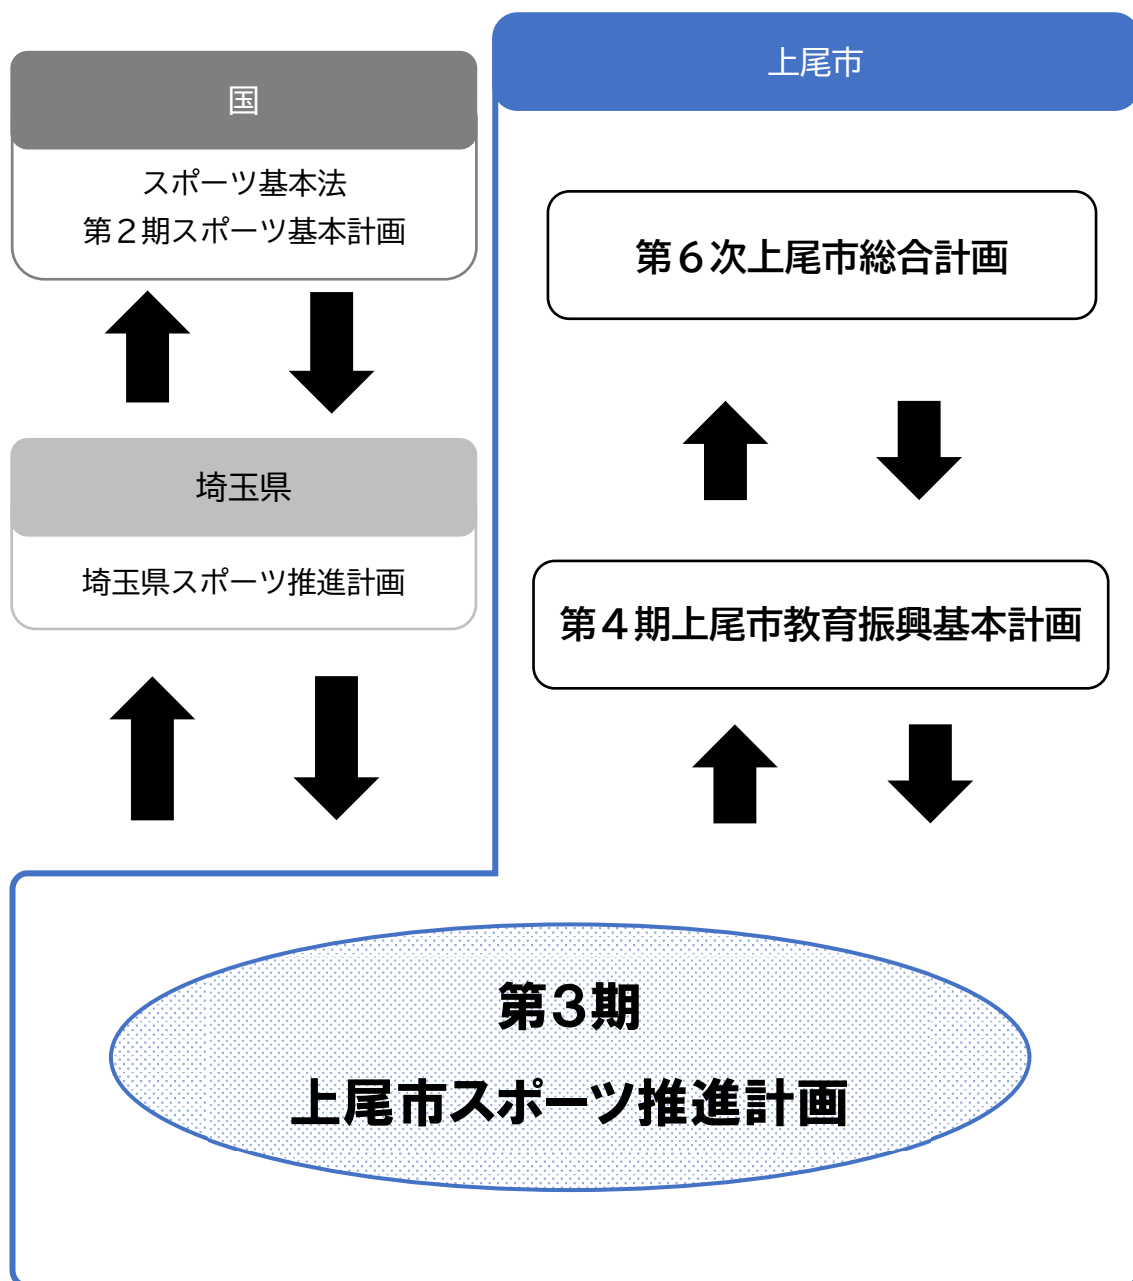 国
スポーツ基本法
第２期スポーツ基本計画
埼玉県
埼玉県スポーツ推進計画
上尾市
第６次上尾市総合計画
第４期上尾市教育振興基本計画
第３期
上尾市スポーツ推進計画